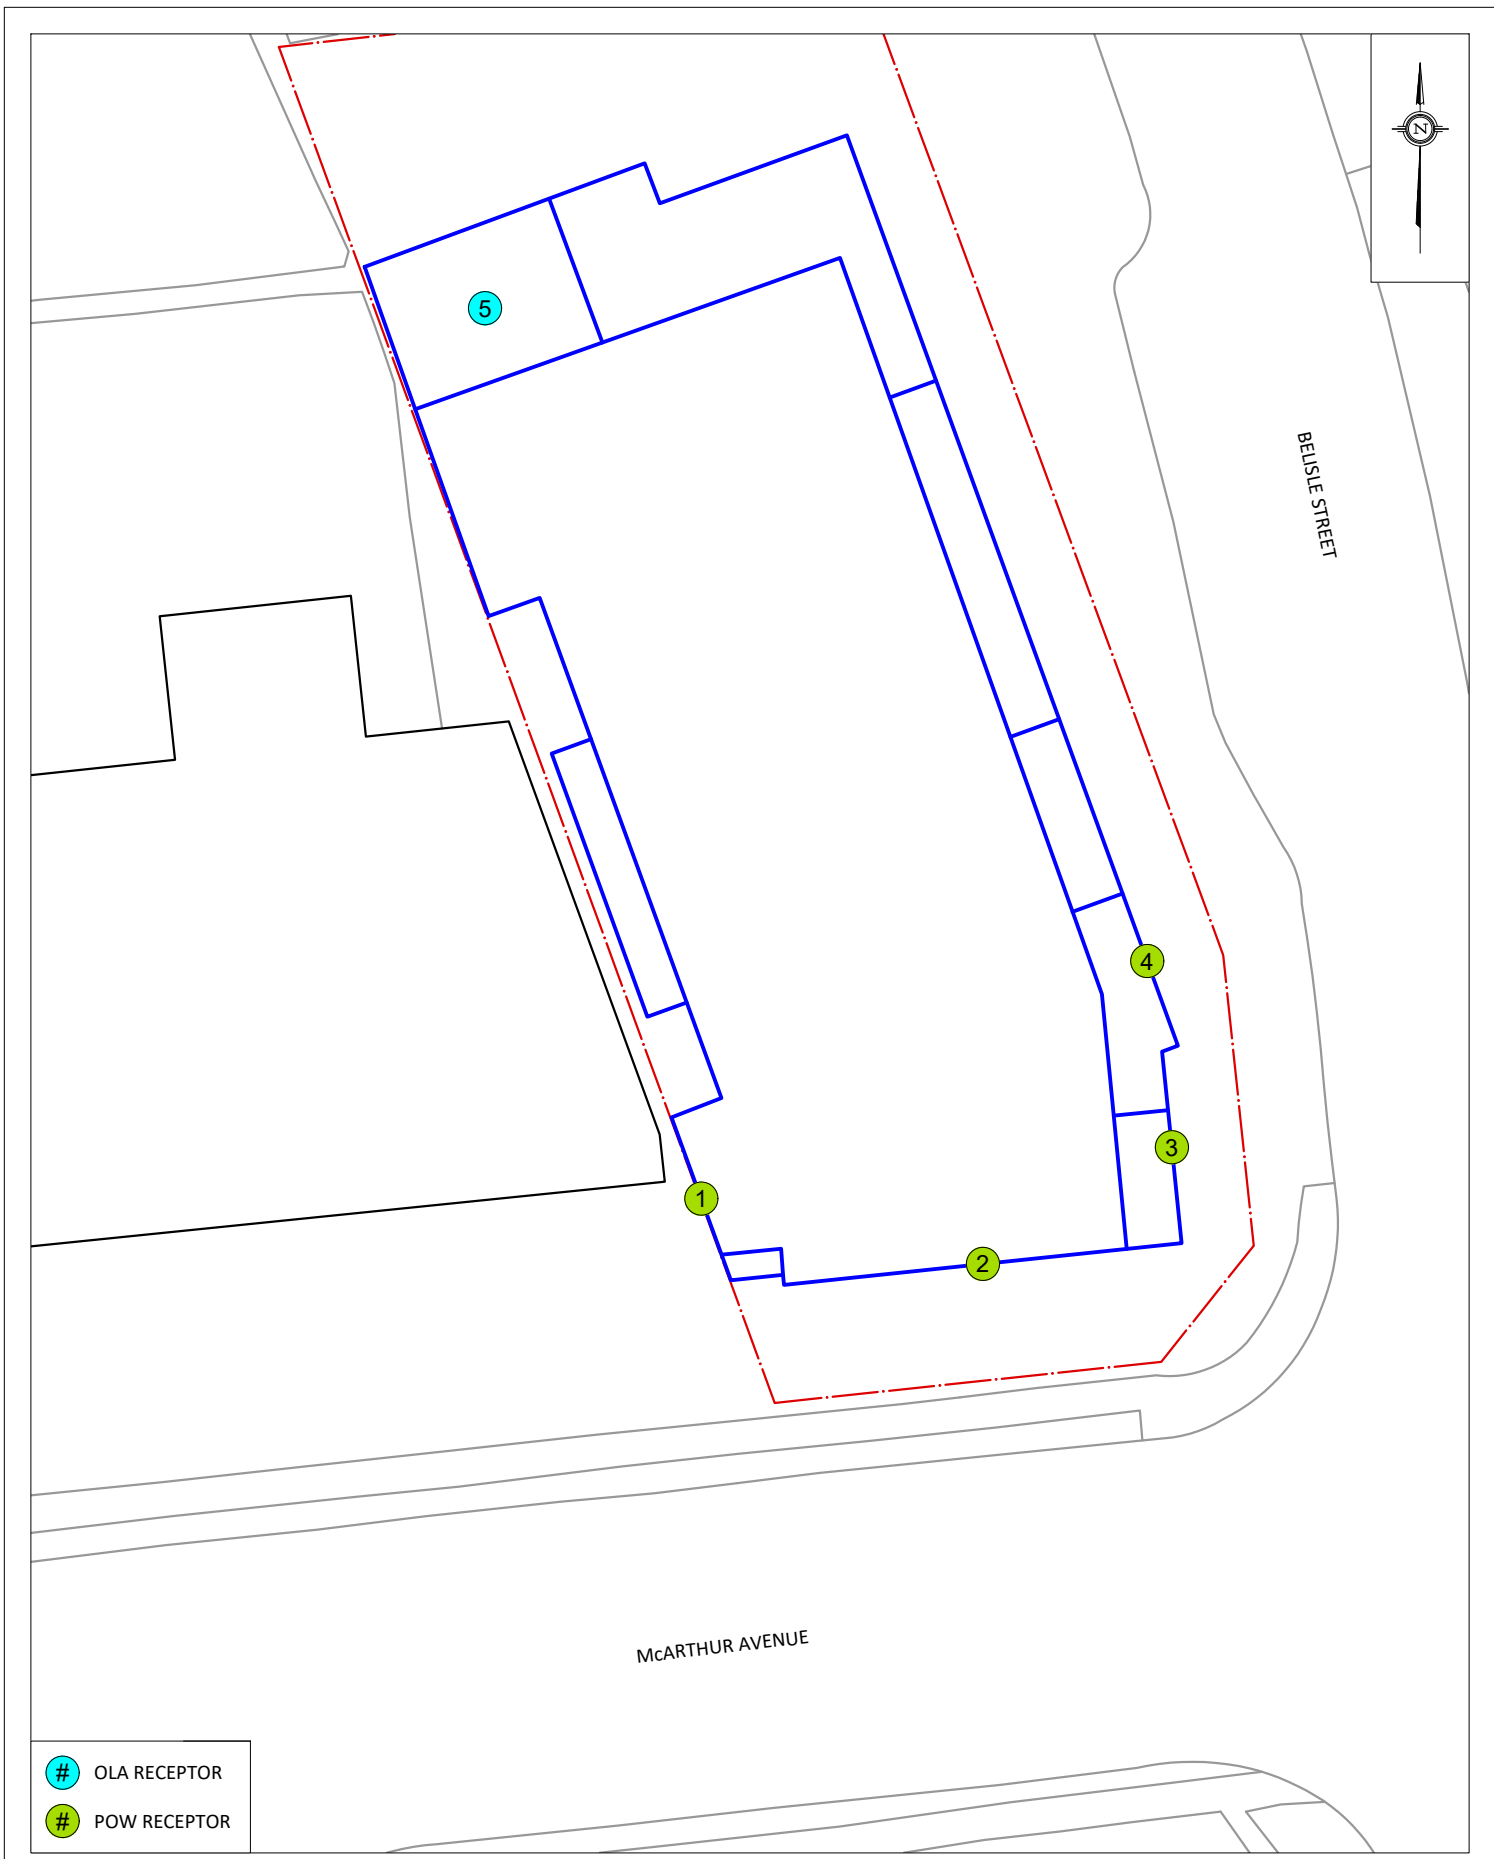 N
5
BELISLE STREET
4
3
1
2
McARTHUR AVENUE
# OLA RECEPTOR
# POW RECEPTOR